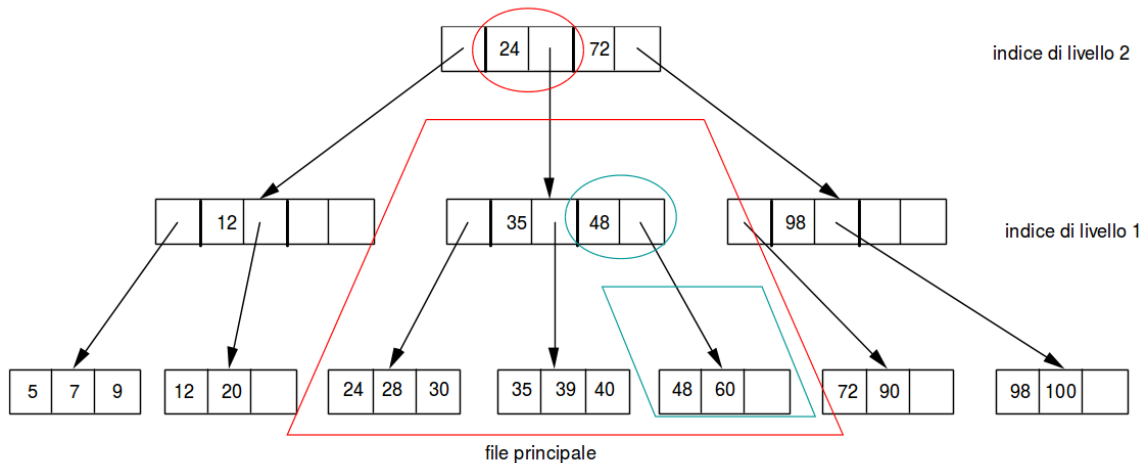 24 72
indice di livello 2
12
35 48
98
indice di livello 1
5 7 9
12 20
24 28 30
35 39 40
48 60
72 90
98 100
file principale